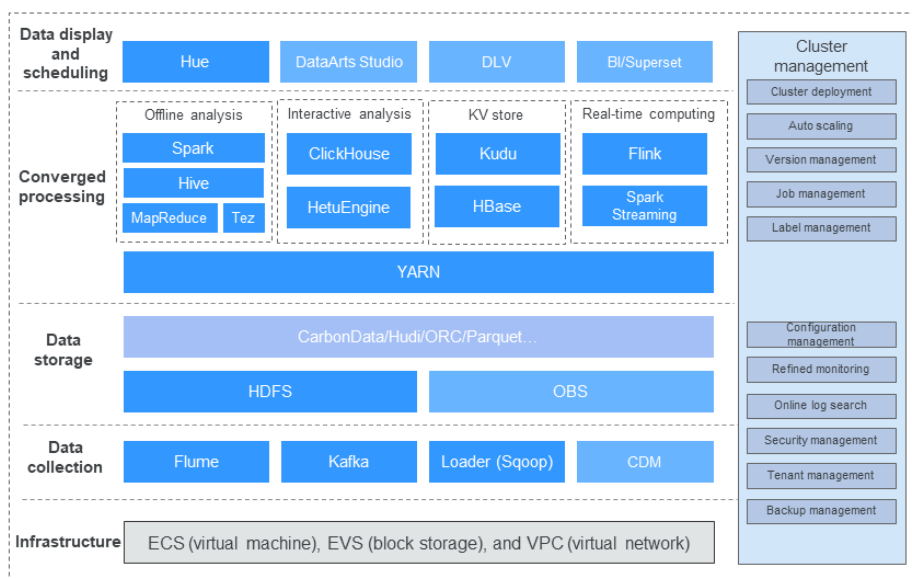 Data display
and
scheduling
Hue
DataArts Studio
DLV
BI/Superset
Converged
processing
Offline analysis
Spark
Hive
MapReduce
Tez
Interactive analysis
ClickHouse
HetuEngine
KV store
Kudu
HBase
Real-time computing
Flink
Spark
Streaming
YARN
Data
storage
CarbonData/Hudi/ORC/Parquet…
HDFS
OBS
Data
collection
Flume
Kafka
Loader (Sqoop)
CDM
Infrastructure
ECS (virtual machine), EVS (block storage), and VPC (virtual network)
Cluster
management
Cluster deployment
Auto scaling
Version management
Job management
Label management
Configuration
management
Refined monitoring
Online log search
Security management
Tenant management
Backup management